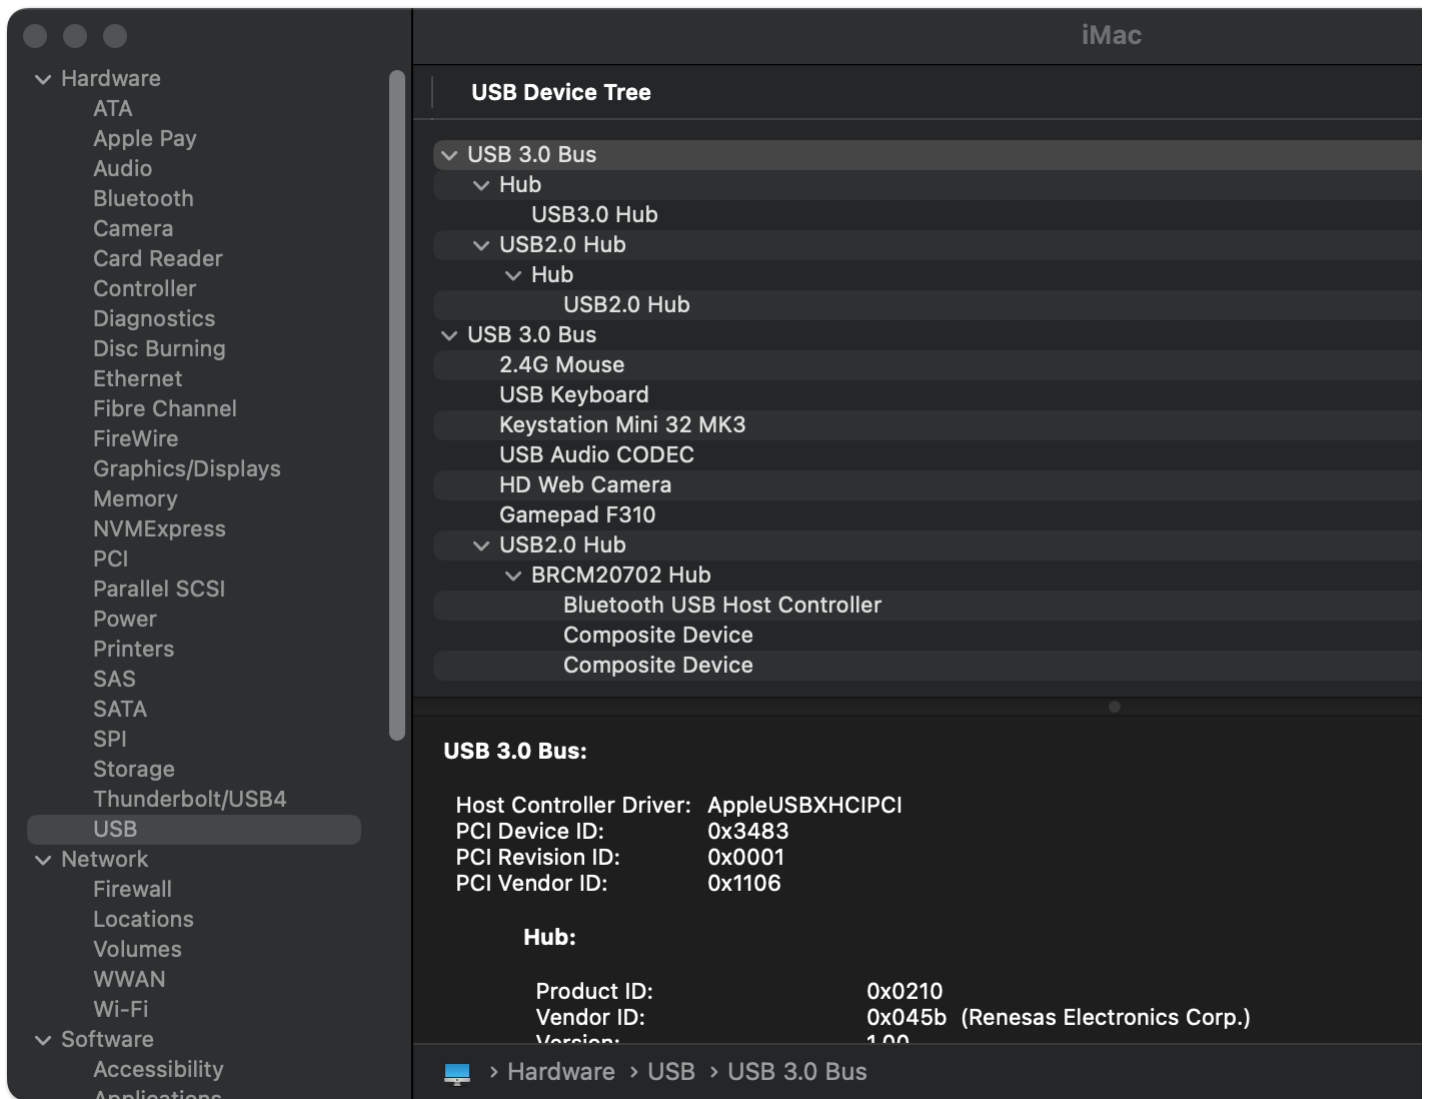 iMac
Hardware
ATA
Apple Pay
Audio
Bluetooth
Camera
Card Reader
Controller
Diagnostics
Disc Burning
Ethernet
Fibre Channel
FireWire
Graphics/Displays
Memory
NVMExpress
PCI
Parallel SCSI
Power
Printers
SAS
SATA
SPI
Storage
Thunderbolt/USB4
USB
Network
Firewall
Locations
Volumes
WWAN
Wi-Fi
Software
Accessibility
Applications
USB Device Tree
USB 3.0 Bus
Hub
USB3.0 Hub
USB2.0 Hub
Hub
USB2.0 Hub
USB 3.0 Bus
2.4G Mouse
USB Keyboard
Keystation Mini 32 MK3
USB Audio CODEC
HD Web Camera
Gamepad F310
USB2.0 Hub
BRCM20702 Hub
Bluetooth USB Host Controller
Composite Device
Composite Device
USB 3.0 Bus:
Host Controller Driver: AppleUSBXHCIPCI
PCI Device ID: 0x3483
PCI Revision ID: 0x0001
PCI Vendor ID: 0x1106
Hub:
Product ID: 0x0210
Vendor ID: 0x045b (Renesas Electronics Corp.)
Version: 1.00
› Hardware › USB › USB 3.0 Bus